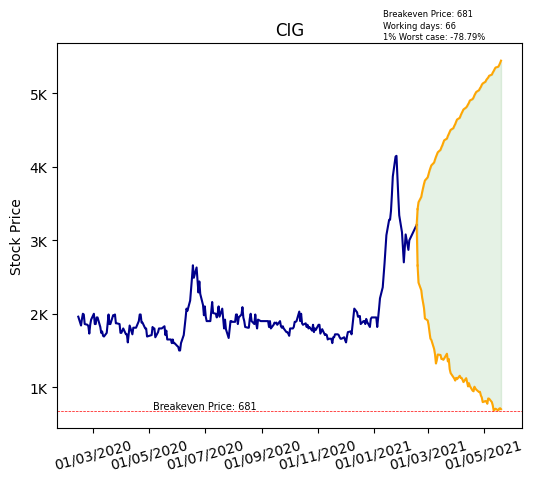 Breakeven Price: 681
Working days: 66
1% Worst case: -78.79%
CIG
Stock Price
5K
4K
3K
2K
1K
Breakeven Price: 681
01/03/2020
01/05/2020
01/07/2020
01/09/2020
01/11/2020
01/01/2021
01/03/2021
01/05/2021